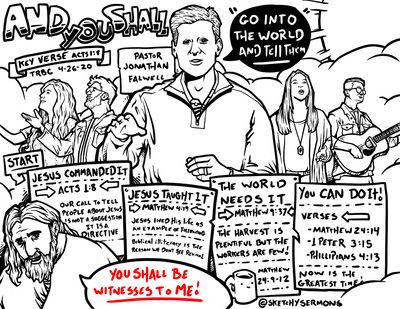 AND YOU SHALL
KEY VERSE ACTS 1:8
TRBC 4-26-20
PASTOR
JONATHAN
FALWELL
"GO INTO
THE WORLD
AND TELL THEM"
START
JESUS COMMANDED IT
ACTS 1:8
OUR CALL TO TELL
PEOPLE ABOUT JESUS
IS NOT A SUGGESTION
IT IS A
DIRECTIVE
JESUS TAUGHT IT
MATTHEW 4:19
JESUS LIVED HIS LIFE AS
AN EXAMPLE OF
Biblical illiteracy is the
REASON WE DON'T SEE REVIVAL
THE WORLD
NEEDS IT
MATTHEW 9:37
THE HARVEST IS
PLENTIFUL BUT THE
WORKERS ARE FEW!
MATTHEW
24:9-12
YOU CAN DO IT!
VERSES
-MATTHEW 24:14
-1 PETER 3:15
-PHILLIPIANS 4:13
NOW IS THE
GREATEST TIME!
YOU SHALL BE
WITNESSES TO ME!
@SKETCHYSERMONS